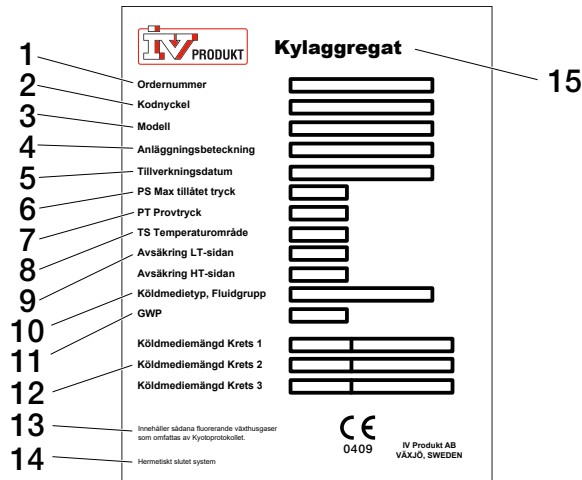 IV PRODUKT
Kylaggregat
15
1 Ordernummer
2 Kodnyckel
3 Modell
4 Anläggningsbeteckning
5 Tillverkningsdatum
6 PS Max tillåtet tryck
7 PT Provtryck
8 TS Temperaturområde
9 Avsäkring LT-sidan
Avsäkring HT-sidan
10 Köldmedietyp, Fluidgrupp
11 GWP
Köldmediemängd Krets 1
12 Köldmediemängd Krets 2
Köldmediemängd Krets 3
13 Innehåller sådana fluorerande växthusgaser
som omfattas av Kyotoprotokollet.
14 Hermetiskt slutet system
CE
0409
IV Produkt AB
VÄXJÖ, SWEDEN